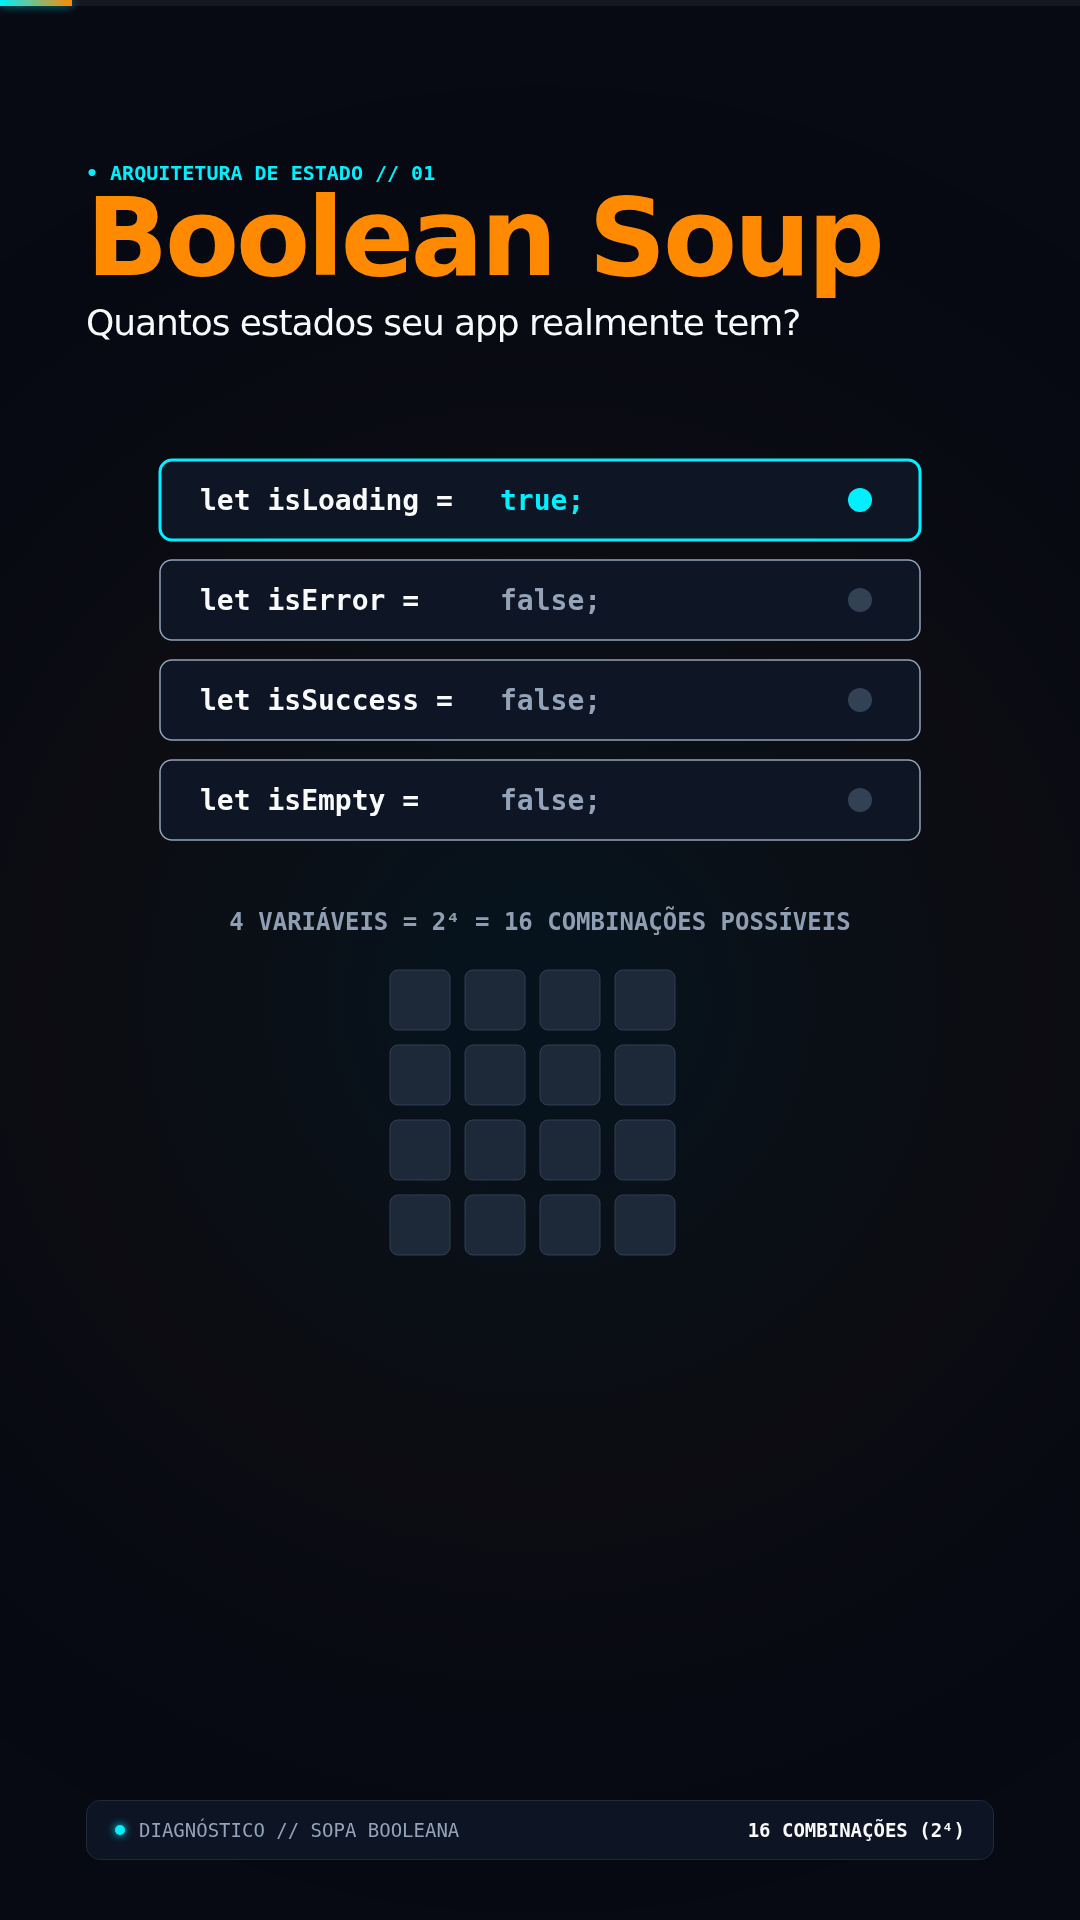 • ARQUITETURA DE ESTADO // 01
Boolean Soup
Quantos estados seu app realmente tem?
let isLoading = true;
let isError = false;
let isSuccess = false;
let isEmpty = false;
4 VARIÁVEIS = 2⁴ = 16 COMBINAÇÕES POSSÍVEIS
DIAGNÓSTICO // SOPA BOOLEANA
16 COMBINAÇÕES (2⁴)